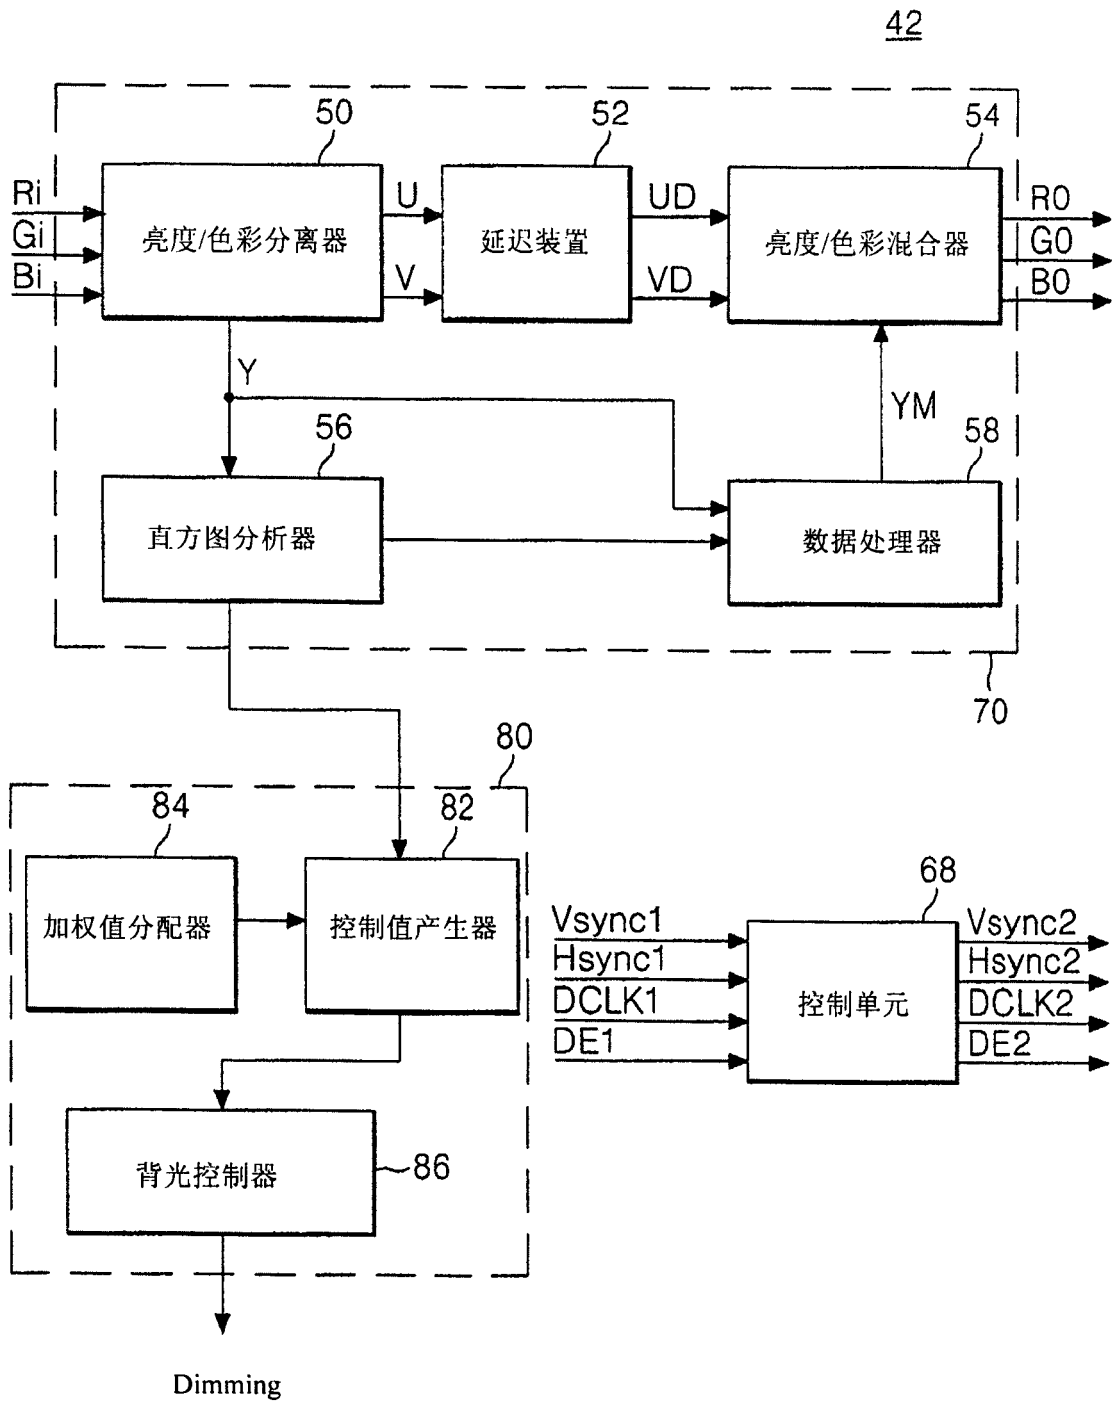 42
50
52
54
Ri
Gi
Bi
亮度/色彩分离器
U
V
延迟装置
UD
VD
亮度/色彩混合器
R0
G0
B0
Y
YM
56
58
直方图分析器
数据处理器
70
80
84
82
加权值分配器
控制值产生器
68
Vsync1
Hsync1
DCLK1
DE1
控制单元
Vsync2
Hsync2
DCLK2
DE2
背光控制器
86
Dimming